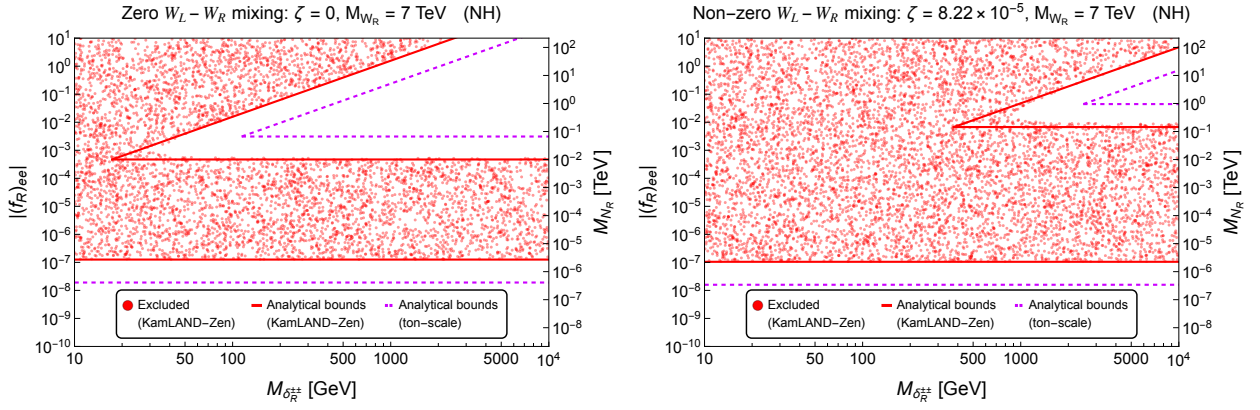 Zero W_L − W_R mixing: ζ = 0, M_{W_R} = 7 TeV (NH)
10^1
10^0
10^{-1}
10^{-2}
10^{-3}
10^{-4}
10^{-5}
10^{-6}
10^{-7}
10^{-8}
10^{-9}
10^{-10}
|(f_R)_{ee}|
10^2
10^1
10^0
10^{-1}
10^{-2}
10^{-3}
10^{-4}
10^{-5}
10^{-6}
10^{-7}
10^{-8}
M_{N_R} [TeV]
Excluded
(KamLAND−Zen)
Analytical bounds
(KamLAND−Zen)
Analytical bounds
(ton−scale)
10 50 100 500 1000 5000 10^4
M_{δ_R^{±±}} [GeV]
Non−zero W_L − W_R mixing: ζ = 8.22 × 10^{-5}, M_{W_R} = 7 TeV (NH)
10^1
10^0
10^{-1}
10^{-2}
10^{-3}
10^{-4}
10^{-5}
10^{-6}
10^{-7}
10^{-8}
10^{-9}
10^{-10}
|(f_R)_{ee}|
10^2
10^1
10^0
10^{-1}
10^{-2}
10^{-3}
10^{-4}
10^{-5}
10^{-6}
10^{-7}
10^{-8}
M_{N_R} [TeV]
Excluded
(KamLAND−Zen)
Analytical bounds
(KamLAND−Zen)
Analytical bounds
(ton−scale)
10 50 100 500 1000 5000 10^4
M_{δ_R^{±±}} [GeV]